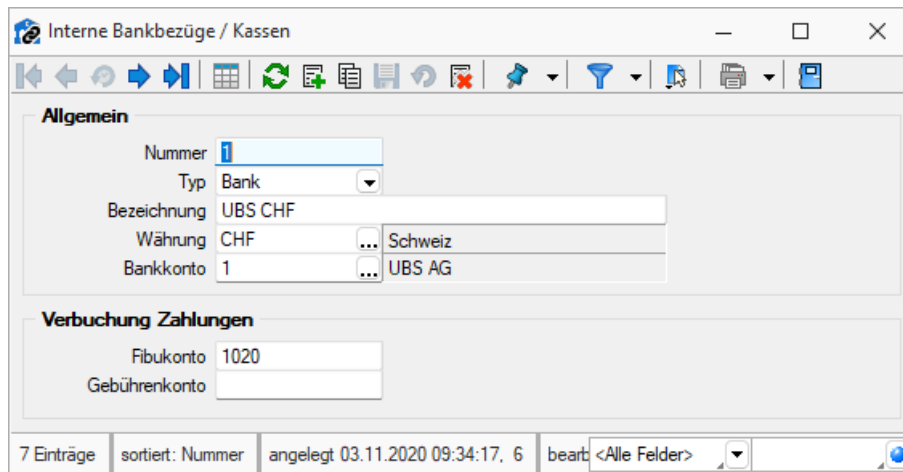 Interne Bankbezüge / Kassen
Allgemein
Nummer 1
Typ Bank
Bezeichnung UBS CHF
Währung CHF ... Schweiz
Bankkonto 1 ... UBS AG
Verbuchung Zahlungen
Fibukonto 1020
Gebührenkonto
7 Einträge sortiert: Nummer angelegt 03.11.2020 09:34:17, 6 bearb <Alle Felder>